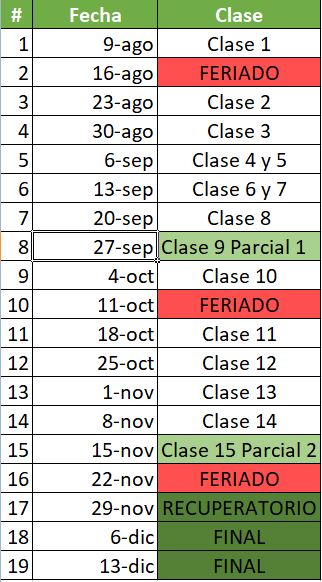 # Fecha Clase
1 9-ago Clase 1
2 16-ago FERIADO
3 23-ago Clase 2
4 30-ago Clase 3
5 6-sep Clase 4 y 5
6 13-sep Clase 6 y 7
7 20-sep Clase 8
8 27-sep Clase 9 Parcial 1
9 4-oct Clase 10
10 11-oct FERIADO
11 18-oct Clase 11
12 25-oct Clase 12
13 1-nov Clase 13
14 8-nov Clase 14
15 15-nov Clase 15 Parcial 2
16 22-nov FERIADO
17 29-nov RECUPERATORIO
18 6-dic FINAL
19 13-dic FINAL